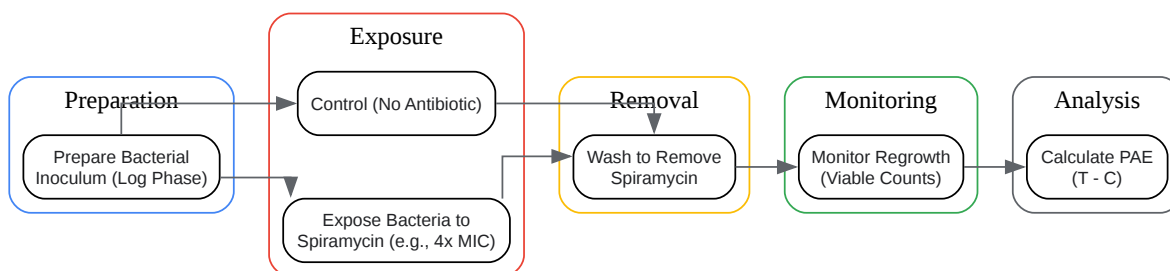 Preparation
Prepare Bacterial
Inoculum (Log Phase)
Exposure
Control (No Antibiotic)
Expose Bacteria to
Spiramycin (e.g., 4x MIC)
Removal
Wash to Remove
Spiramycin
Monitoring
Monitor Regrowth
(Viable Counts)
Analysis
Calculate PAE
(T - C)